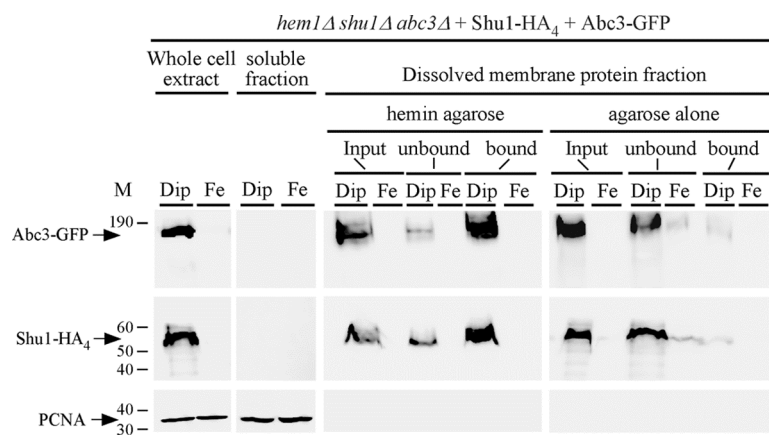 hem1Δ shu1Δ abc3Δ + Shu1-HA4 + Abc3-GFP
Whole cell extract
soluble fraction
Dissolved membrane protein fraction
hemin agarose
agarose alone
Input unbound bound Input unbound bound
M Dip Fe Dip Fe Dip Fe Dip Fe Dip Fe Dip Fe Dip Fe Dip Fe
190
Abc3-GFP
60
Shu1-HA4
50
40
40
PCNA
30